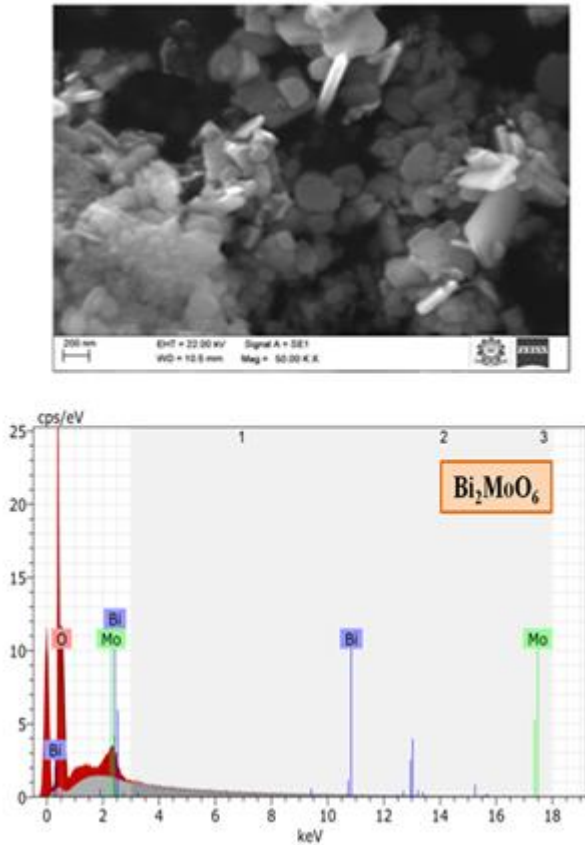 200 nm
EHT = 22.00 kV Signal A = SE1
WD = 10.5 mm Mag = 50.00 K X
ZEISS
cps/eV
1 2 3
25
20
15
10
5
0
Bi₂MoO₆
Bi
O Mo Bi Mo
Bi
0 2 4 6 8 10 12 14 16 18
keV